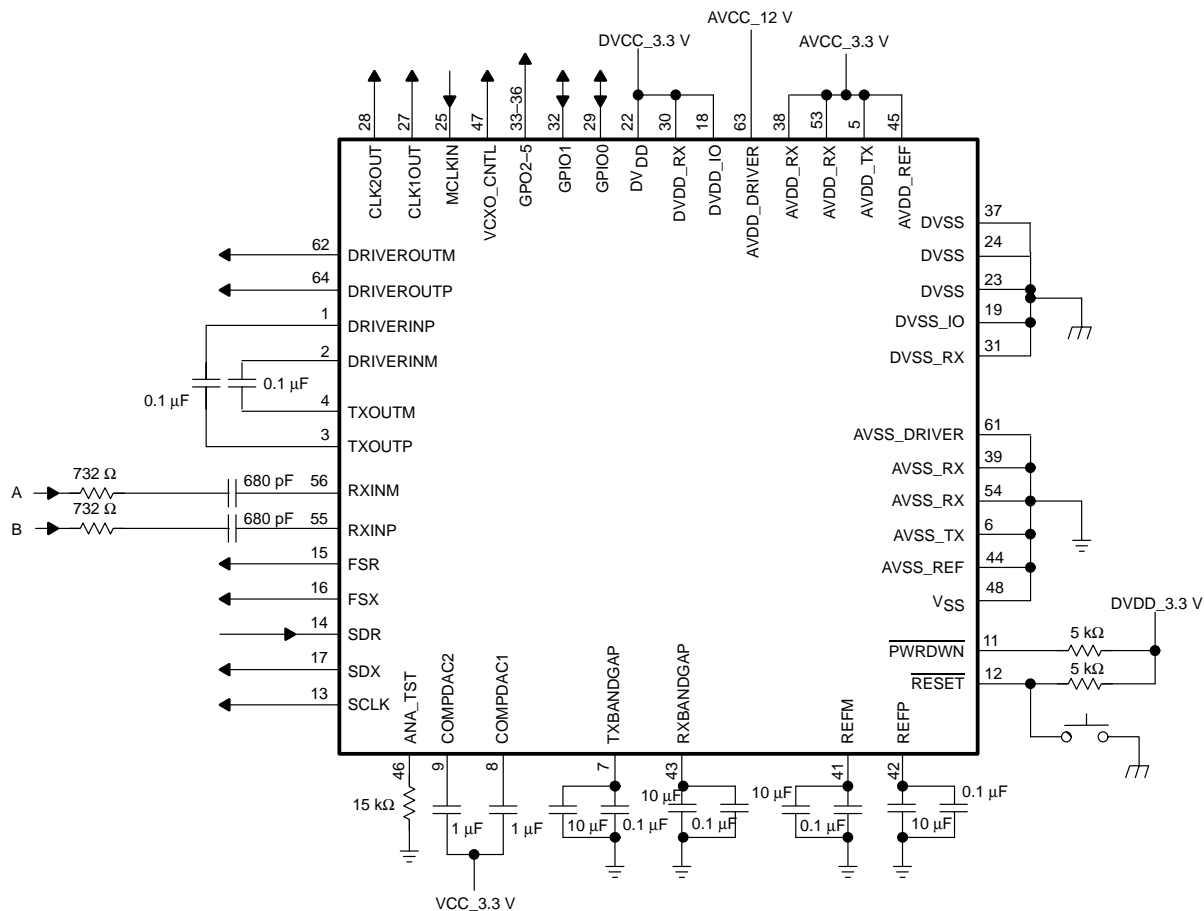 AVCC_12 V
DVCC_3.3 V
AVCC_3.3 V
28
27
25
47
33–36
32
29
22
30
18
63
38
53
5
45
CLK2OUT
CLK1OUT
MCLKIN
VCXO_CNTL
GPO2–5
GPIO1
GPIO0
DVDD
DVDD_RX
DVDD_IO
AVDD_DRIVER
AVDD_RX
AVDD_RX
AVDD_TX
AVDD_REF
62
DRIVEROUTM
64
DRIVEROUTP
1
DRIVERINP
2
DRIVERINM
0.1 µF
0.1 µF
4
TXOUTM
3
TXOUTP
A
732 Ω
680 pF
56
RXINM
B
732 Ω
680 pF
55
RXINP
15
FSR
16
FSX
14
SDR
17
SDX
13
SCLK
DVSS
37
DVSS
24
DVSS
23
DVSS_IO
19
DVSS_RX
31
AVSS_DRIVER
61
AVSS_RX
39
AVSS_RX
54
AVSS_TX
6
AVSS_REF
44
VSS
48
DVDD_3.3 V
PWRDWN
11
5 kΩ
RESET
12
5 kΩ
ANA_TST
COMPDAC2
COMPDAC1
TXBANDGAP
RXBANDGAP
REFM
REFP
46
9
8
7
43
41
42
15 kΩ
1 µF
1 µF
10 µF
0.1 µF
10 µF
0.1 µF
10 µF
0.1 µF
10 µF
0.1 µF
VCC_3.3 V